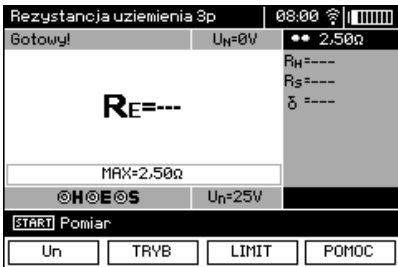 Rezystancja uziemienia 3p 08:00
Gotowy! UN=0V 2,50Ω
RH=---
RS=---
δ =---
RE=---
MAX=2,50Ω
H E S Un=25V
START Pomiar
Un TRYB LIMIT POMOC